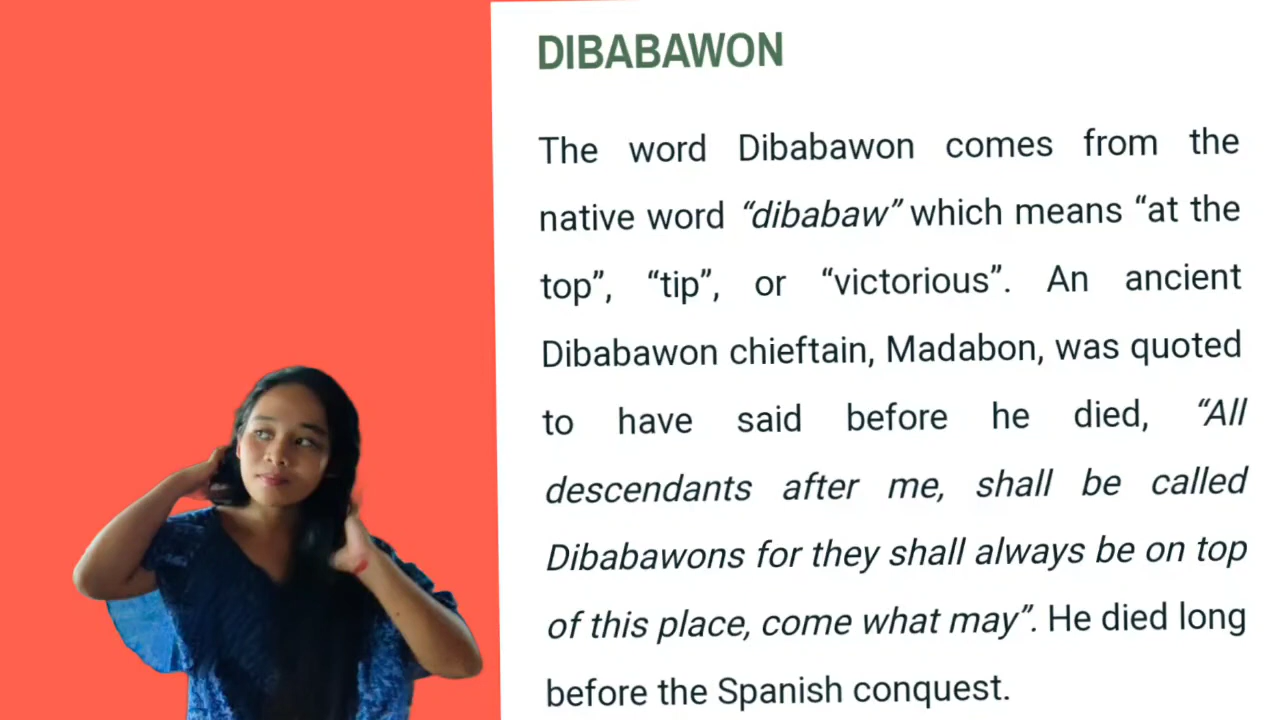 DIBABAWON
The word Dibabawon comes from the
native word “dibabaw” which means “at the
top”, “tip”, or “victorious”. An ancient
Dibabawon chieftain, Madabon, was quoted
to have said before he died, “All
descendants after me, shall be called
Dibabawons for they shall always be on top
of this place, come what may”. He died long
before the Spanish conquest.